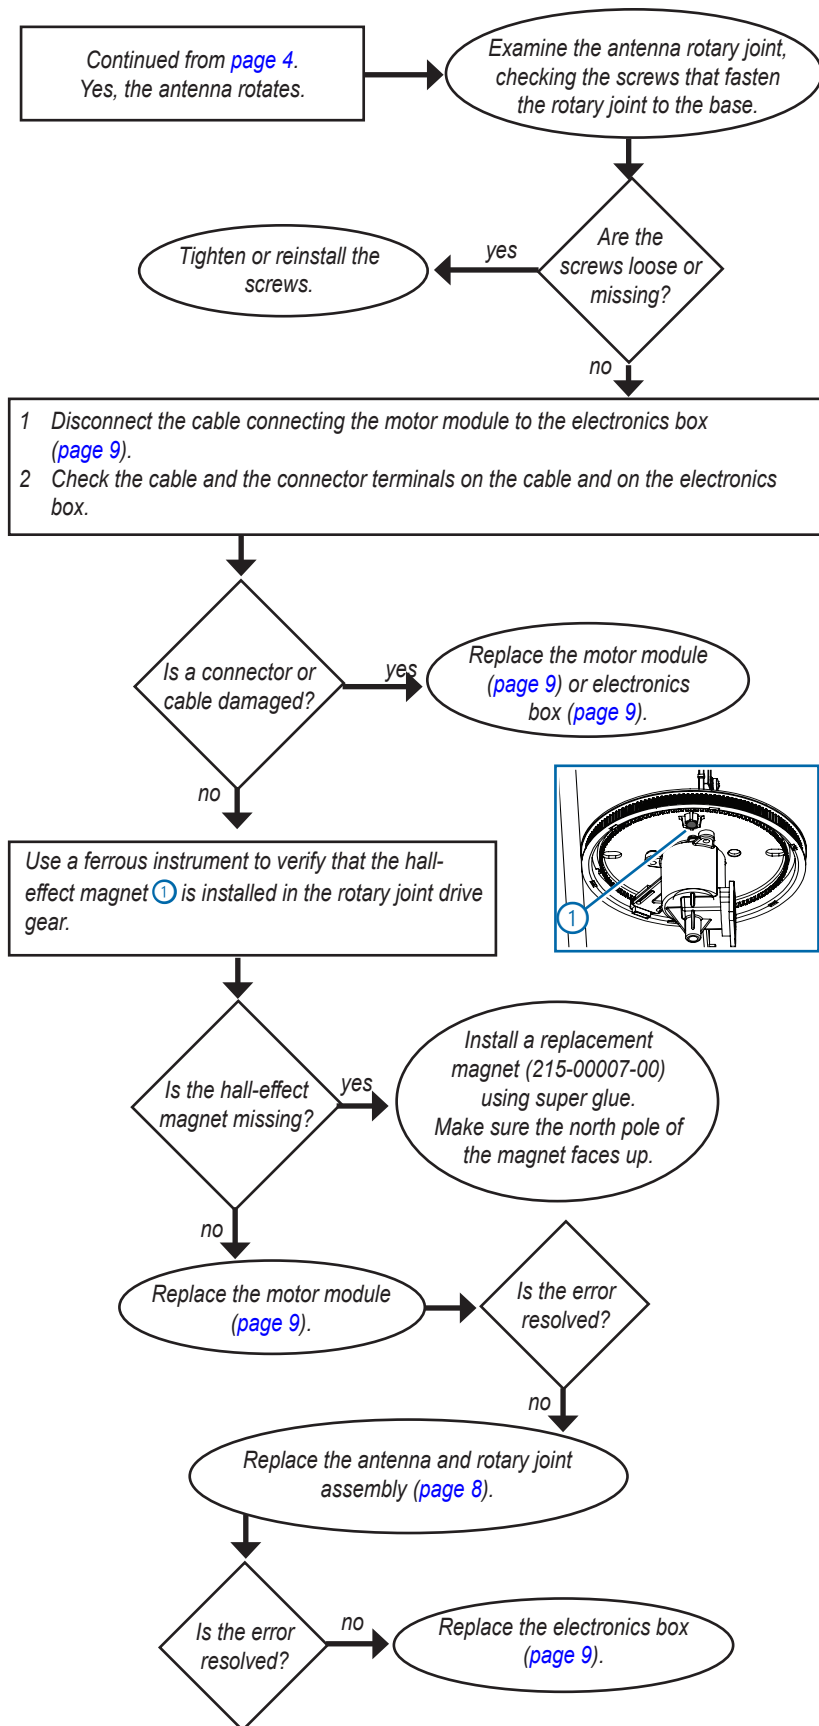 Continued from page 4.
Yes, the antenna rotates.
Examine the antenna rotary joint,
checking the screws that fasten
the rotary joint to the base.
Are the
screws loose or
missing?
yes
Tighten or reinstall the
screws.
no
1 Disconnect the cable connecting the motor module to the electronics box
(page 9).
2 Check the cable and the connector terminals on the cable and on the electronics
box.
Is a connector or
cable damaged?
yes
Replace the motor module
(page 9) or electronics
box (page 9).
no
Use a ferrous instrument to verify that the hall-
effect magnet 1 is installed in the rotary joint drive
gear.
1
Is the hall-effect
magnet missing?
yes
Install a replacement
magnet (215-00007-00)
using super glue.
Make sure the north pole of
the magnet faces up.
no
Replace the motor module
(page 9).
Is the error
resolved?
no
Replace the antenna and rotary joint
assembly (page 8).
Is the error
resolved?
no
Replace the electronics box
(page 9).